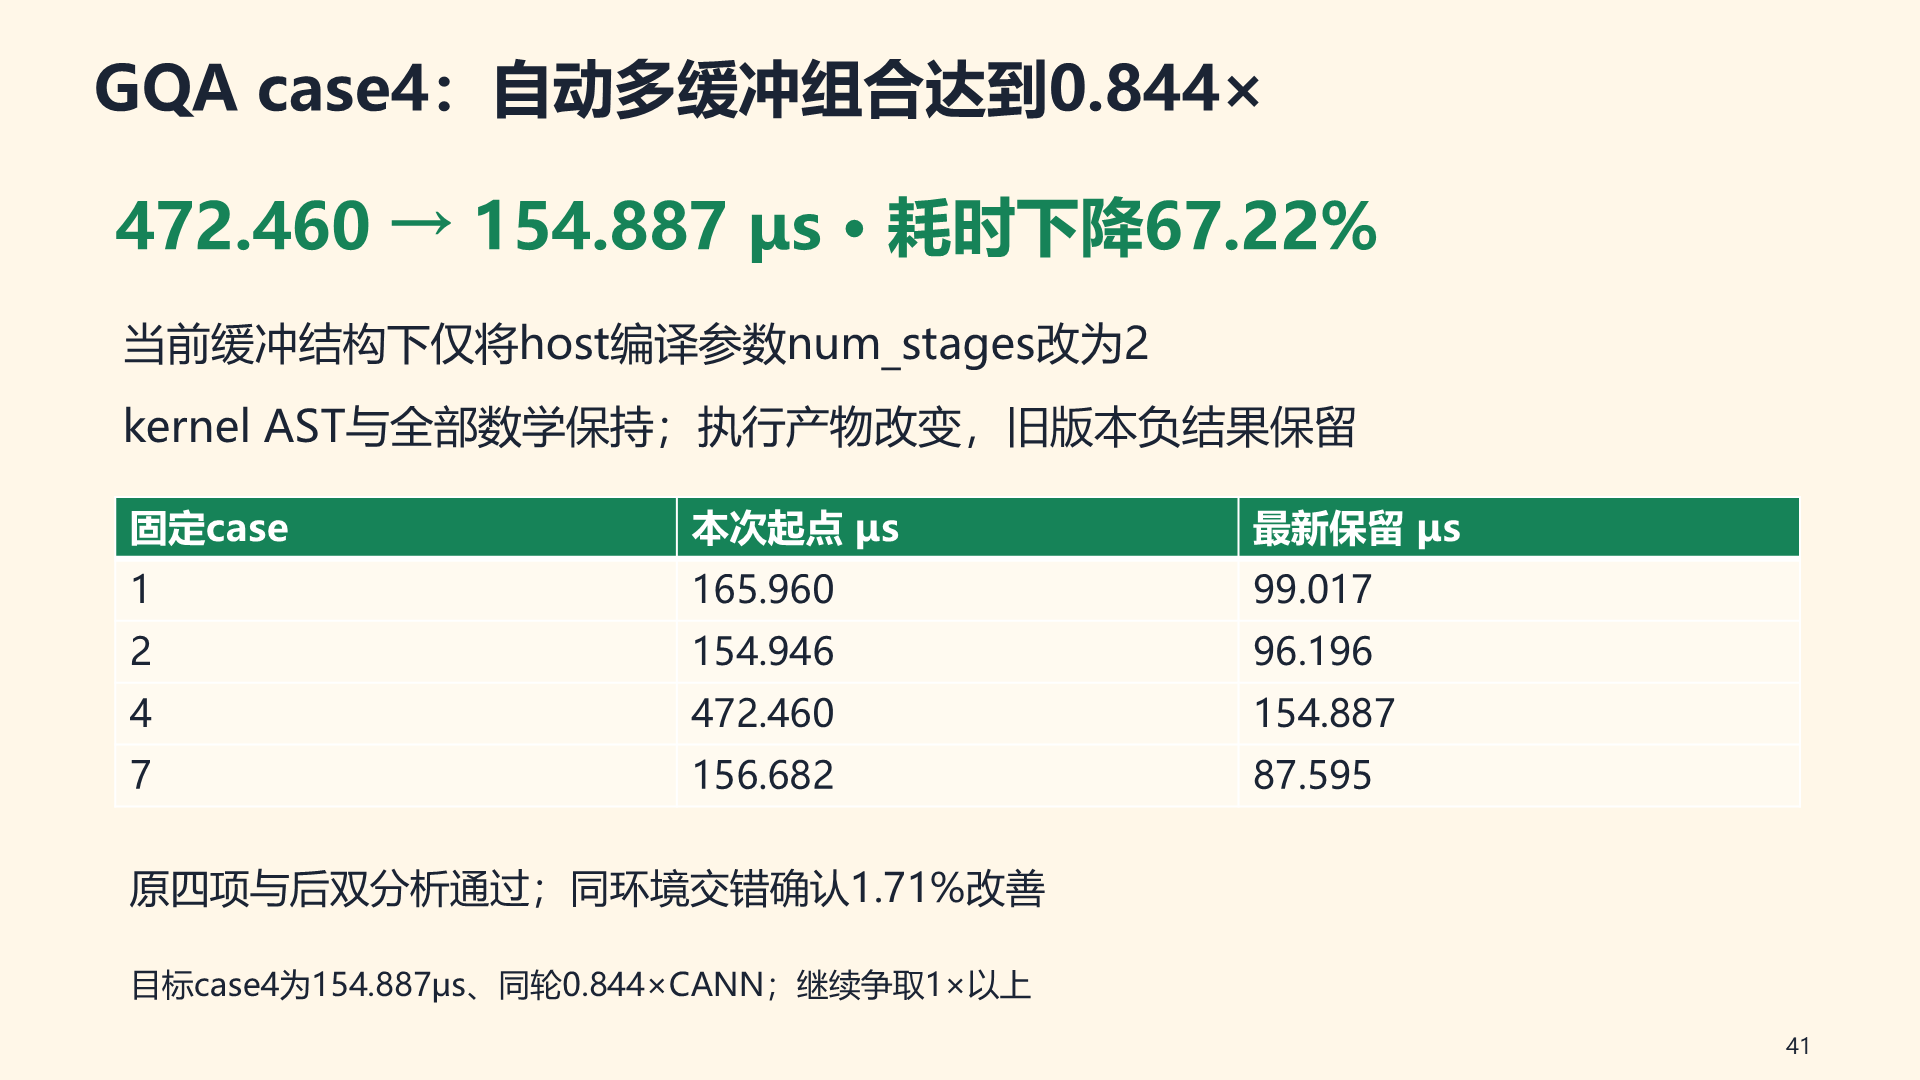 GQA case4：自动多缓冲组合达到0.844×
472.460 → 154.887 μs • 耗时下降67.22%
当前缓冲结构下仅将host编译参数num_stages改为2
kernel AST与全部数学保持；执行产物改变，旧版本负结果保留
固定case 本次起点 μs 最新保留 μs
1 165.960 99.017
2 154.946 96.196
4 472.460 154.887
7 156.682 87.595
原四项与后双分析通过；同环境交错确认1.71%改善
目标case4为154.887μs、同轮0.844×CANN；继续争取1×以上
41